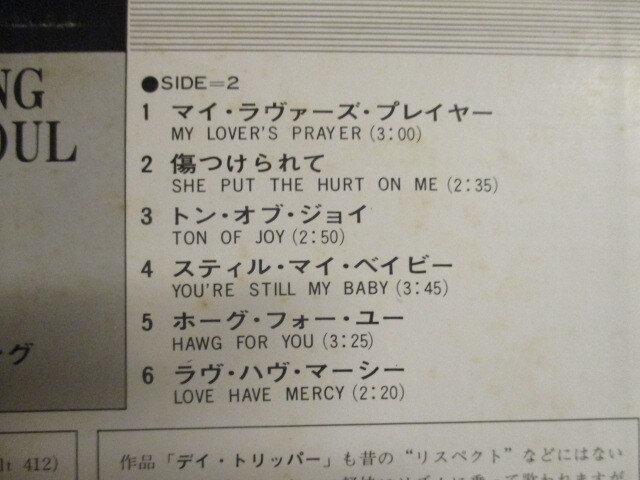 NG
OUL
●SIDE=2
1 マイ・ラヴァーズ・プレイヤー
MY LOVER'S PRAYER (3:00)
2 傷つけられて
SHE PUT THE HURT ON ME (2:35)
3 トン・オブ・ジョイ
TON OF JOY (2:50)
4 スティル・マイ・ベイビー
YOU'RE STILL MY BABY (3:45)
5 ホーグ・フォー・ユー
HAWG FOR YOU (3:25)
6 ラヴ・ハヴ・マーシー
LOVE HAVE MERCY (2:20)
グ
lt 412)
作品「デイ・トリッパー」も昔の“リスペクト”などにはない